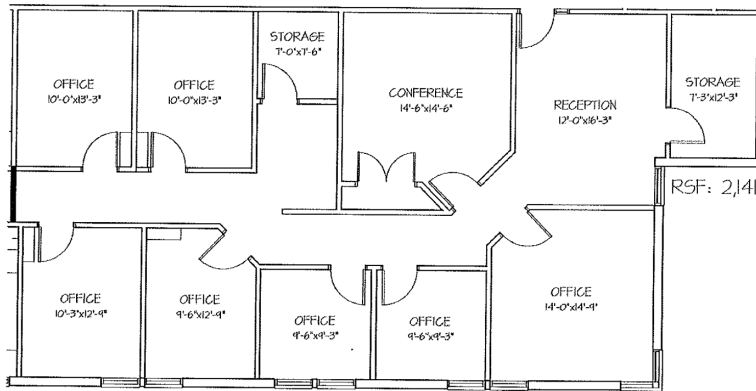 STORAGE
7'-0"x7'-6"
OFFICE
10'-0"x13'-3"
OFFICE
10'-0"x13'-3"
CONFERENCE
14'-6"x14'-6"
RECEPTION
12'-0"x16'-3"
STORAGE
7'-3"x12'-3"
RSF: 2,141
OFFICE
10'-3"x12'-9"
OFFICE
9'-6"x12'-9"
OFFICE
9'-6"x9'-3"
OFFICE
9'-6"x9'-3"
OFFICE
14'-0"x14'-9"